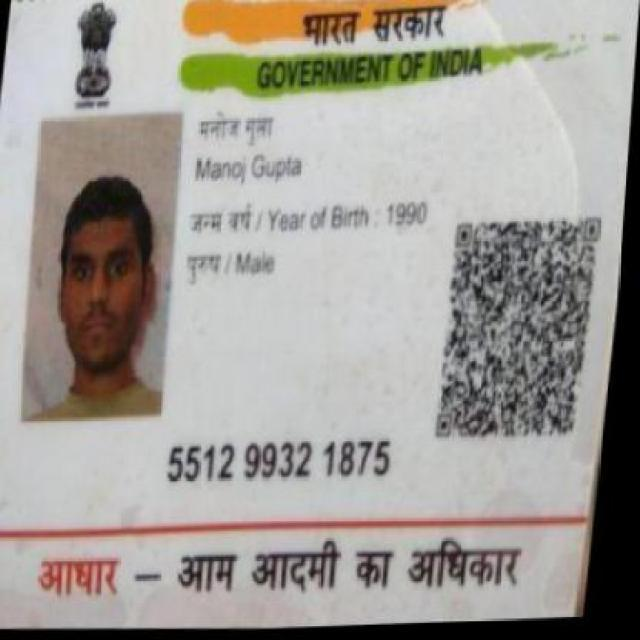 भारत सरकार
GOVERNMENT OF INDIA
मनोज गुप्ता
Manoj Gupta
जन्म वर्ष / Year of Birth : 1990
पुरुष / Male
5512 9932 1875
आधार – आम आदमी का अधिकार